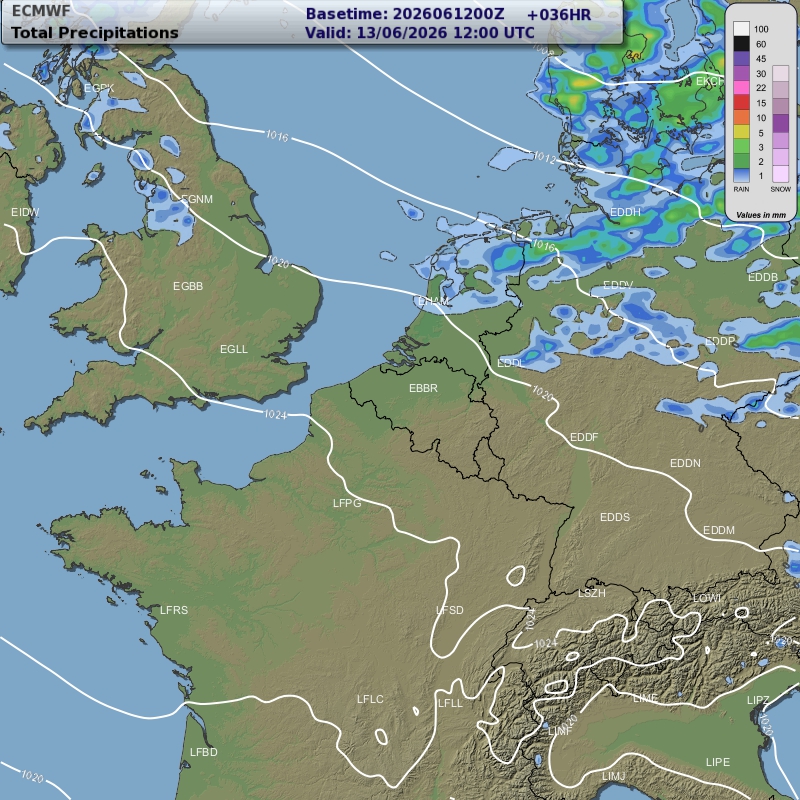 ECMWF
Basetime: 2026061200Z +036HR
Total Precipitations
Valid: 13/06/2026 12:00 UTC
100
60
45
30
22
15
10
5
3
2
1
RAIN
SNOW
Values in mm
EGPK
EKCH
1016
1012
EIDW
EGNM
EDDH
1016
1020
EGBB
EDDV
EDDB
EHAM
EGLL
EDDP
EDDL
EBBR
1020
1024
EDDF
EDDN
LFPG
EDDS
EDDM
LFRS
LFSD
LSZH
LOWI
1024
1024
LFLC
LFLL
LIME
LIPZ
1020
1020
LFBD
LIPE
1020
LIMJ